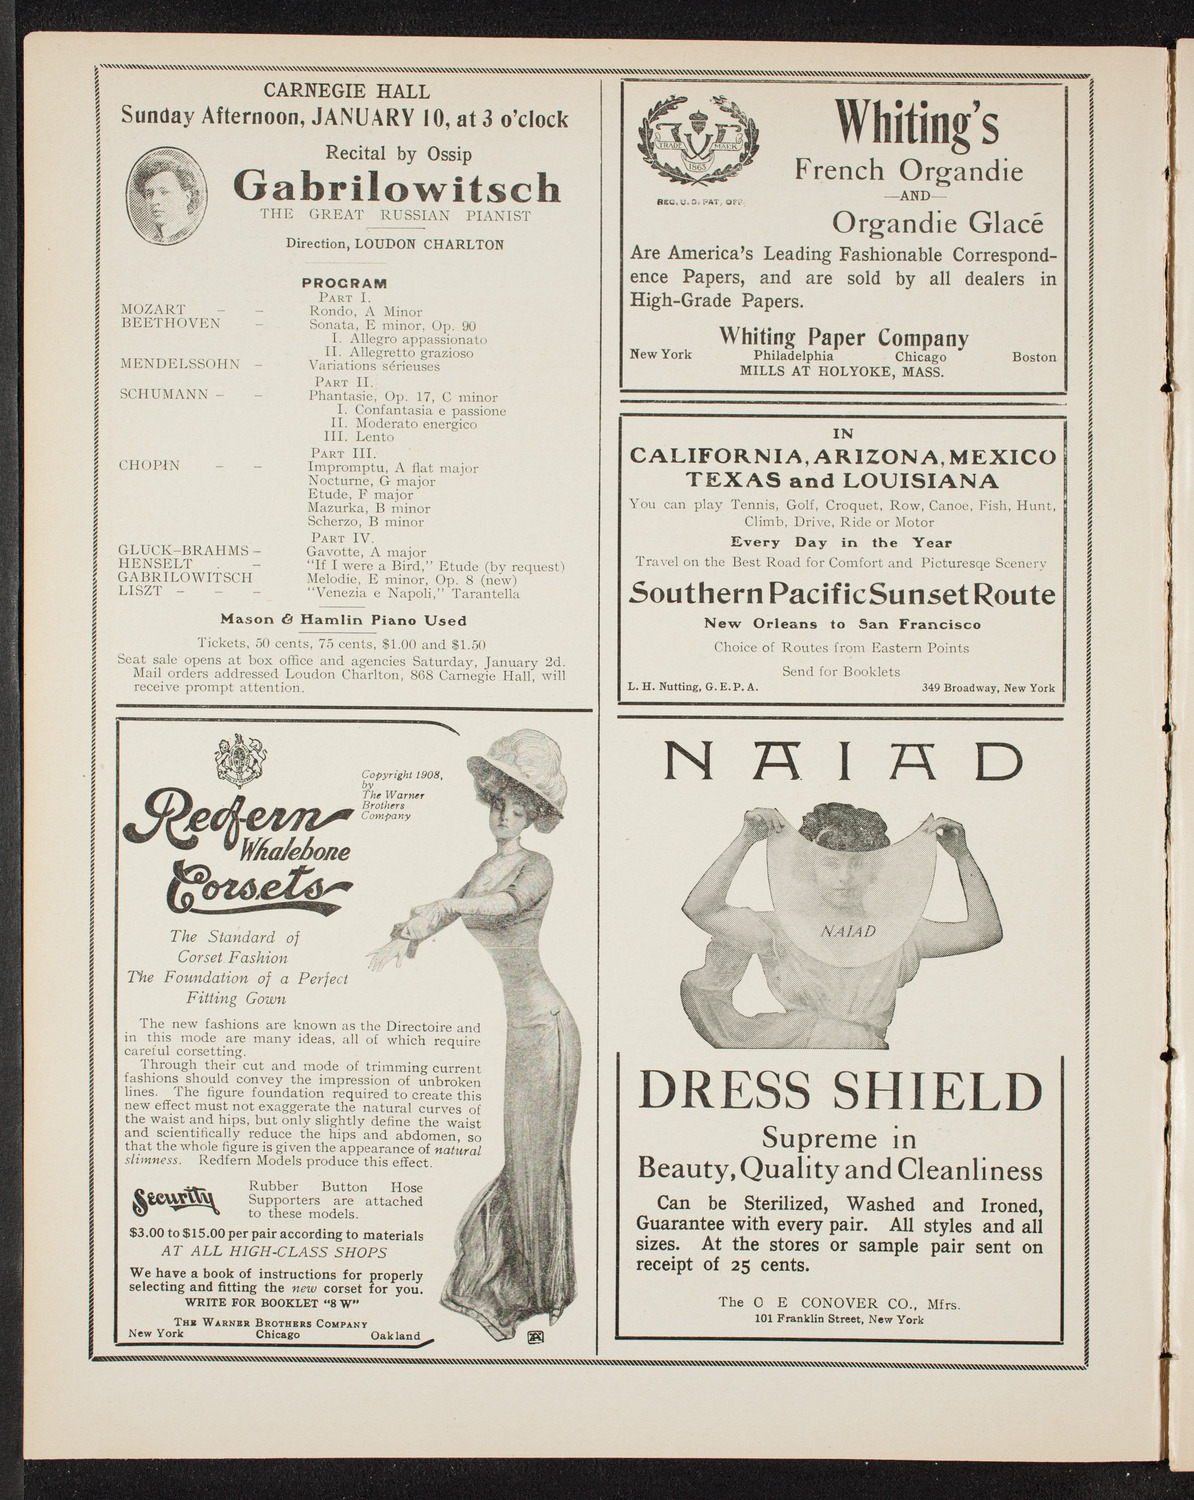 CARNEGIE HALL
Sunday Afternoon, JANUARY 10, at 3 o'clock
Recital by Ossip
Gabrilowitsch
THE GREAT RUSSIAN PIANIST
Direction, LOUDON CHARLTON
PROGRAM
PART I.
MOZART – – Rondo, A Minor
BEETHOVEN – Sonata, E minor, Op. 90
I. Allegro appassionato
II. Allegretto grazioso
MENDELSSOHN – Variations sérieuses
PART II.
SCHUMANN – – Phantasie, Op. 17, C minor
I. Confantasia e passione
II. Moderato energico
III. Lento
PART III.
CHOPIN – – Impromptu, A flat major
Nocturne, G major
Etude, F major
Mazurka, B minor
Scherzo, B minor
PART IV.
GLUCK–BRAHMS – Gavotte, A major
HENSELT . – "If I were a Bird," Etude (by request)
GABRILOWITSCH Melodie, E minor, Op. 8 (new)
LISZT – – – "Venezia e Napoli," Tarantella
Mason & Hamlin Piano Used
Tickets, 50 cents, 75 cents, $1.00 and $1.50
Seat sale opens at box office and agencies Saturday, January 2d.
Mail orders addressed Loudon Charlton, 868 Carnegie Hall, will
receive prompt attention.
Redfern
Whalebone
Corsets
Copyright 1908,
by
The Warner
Brothers
Company
The Standard of
Corset Fashion
The Foundation of a Perfect
Fitting Gown
The new fashions are known as the Directoire and
in this mode are many ideas, all of which require
careful corsetting.
Through their cut and mode of trimming current
fashions should convey the impression of unbroken
lines. The figure foundation required to create this
new effect must not exaggerate the natural curves of
the waist and hips, but only slightly define the waist
and scientifically reduce the hips and abdomen, so
that the whole figure is given the appearance of natural
slimness. Redfern Models produce this effect.
Security
Rubber Button Hose
Supporters are attached
to these models.
$3.00 to $15.00 per pair according to materials
AT ALL HIGH-CLASS SHOPS
We have a book of instructions for properly
selecting and fitting the new corset for you.
WRITE FOR BOOKLET "8 W"
THE WARNER BROTHERS COMPANY
New York Chicago Oakland
TRADE MARK
1865
REG. U. S. PAT. OFF.
Whiting's
French Organdie
—AND—
Organdie Glacé
Are America's Leading Fashionable Correspond-
ence Papers, and are sold by all dealers in
High-Grade Papers.
Whiting Paper Company
New York Philadelphia Chicago Boston
MILLS AT HOLYOKE, MASS.
IN
CALIFORNIA, ARIZONA, MEXICO
TEXAS and LOUISIANA
You can play Tennis, Golf, Croquet, Row, Canoe, Fish, Hunt,
Climb, Drive, Ride or Motor
Every Day in the Year
Travel on the Best Road for Comfort and Picturesqe Scenery
Southern Pacific Sunset Route
New Orleans to San Francisco
Choice of Routes from Eastern Points
Send for Booklets
L. H. Nutting, G. E. P. A. 349 Broadway, New York
NAIAD
NAIAD
DRESS SHIELD
Supreme in
Beauty, Quality and Cleanliness
Can be Sterilized, Washed and Ironed,
Guarantee with every pair. All styles and all
sizes. At the stores or sample pair sent on
receipt of 25 cents.
The C E CONOVER CO., Mfrs.
101 Franklin Street, New York